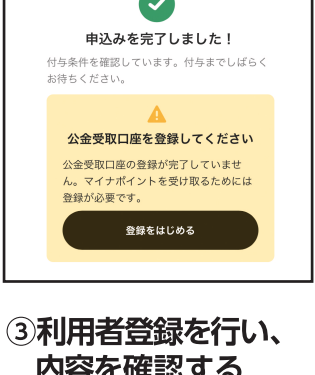 申込みを完了しました！
付与条件を確認しています。付与までしばらく
お待ちください。
公金受取口座を登録してください
公金受取口座の登録が完了していませ
ん。マイナポイントを受け取るためには
登録が必要です。
登録をはじめる
③利用者登録を行い、
内容を確認する